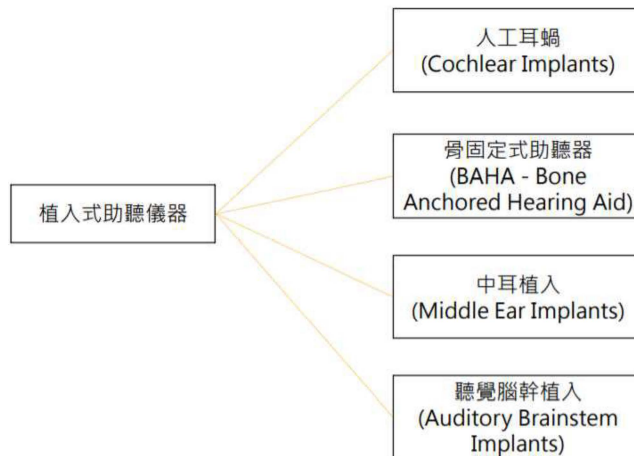 人工耳蝸
(Cochlear Implants)
骨固定式助聽器
(BAHA - Bone
Anchored Hearing Aid)
植入式助聽儀器
中耳植入
(Middle Ear Implants)
聽覺腦幹植入
(Auditory Brainstem
Implants)